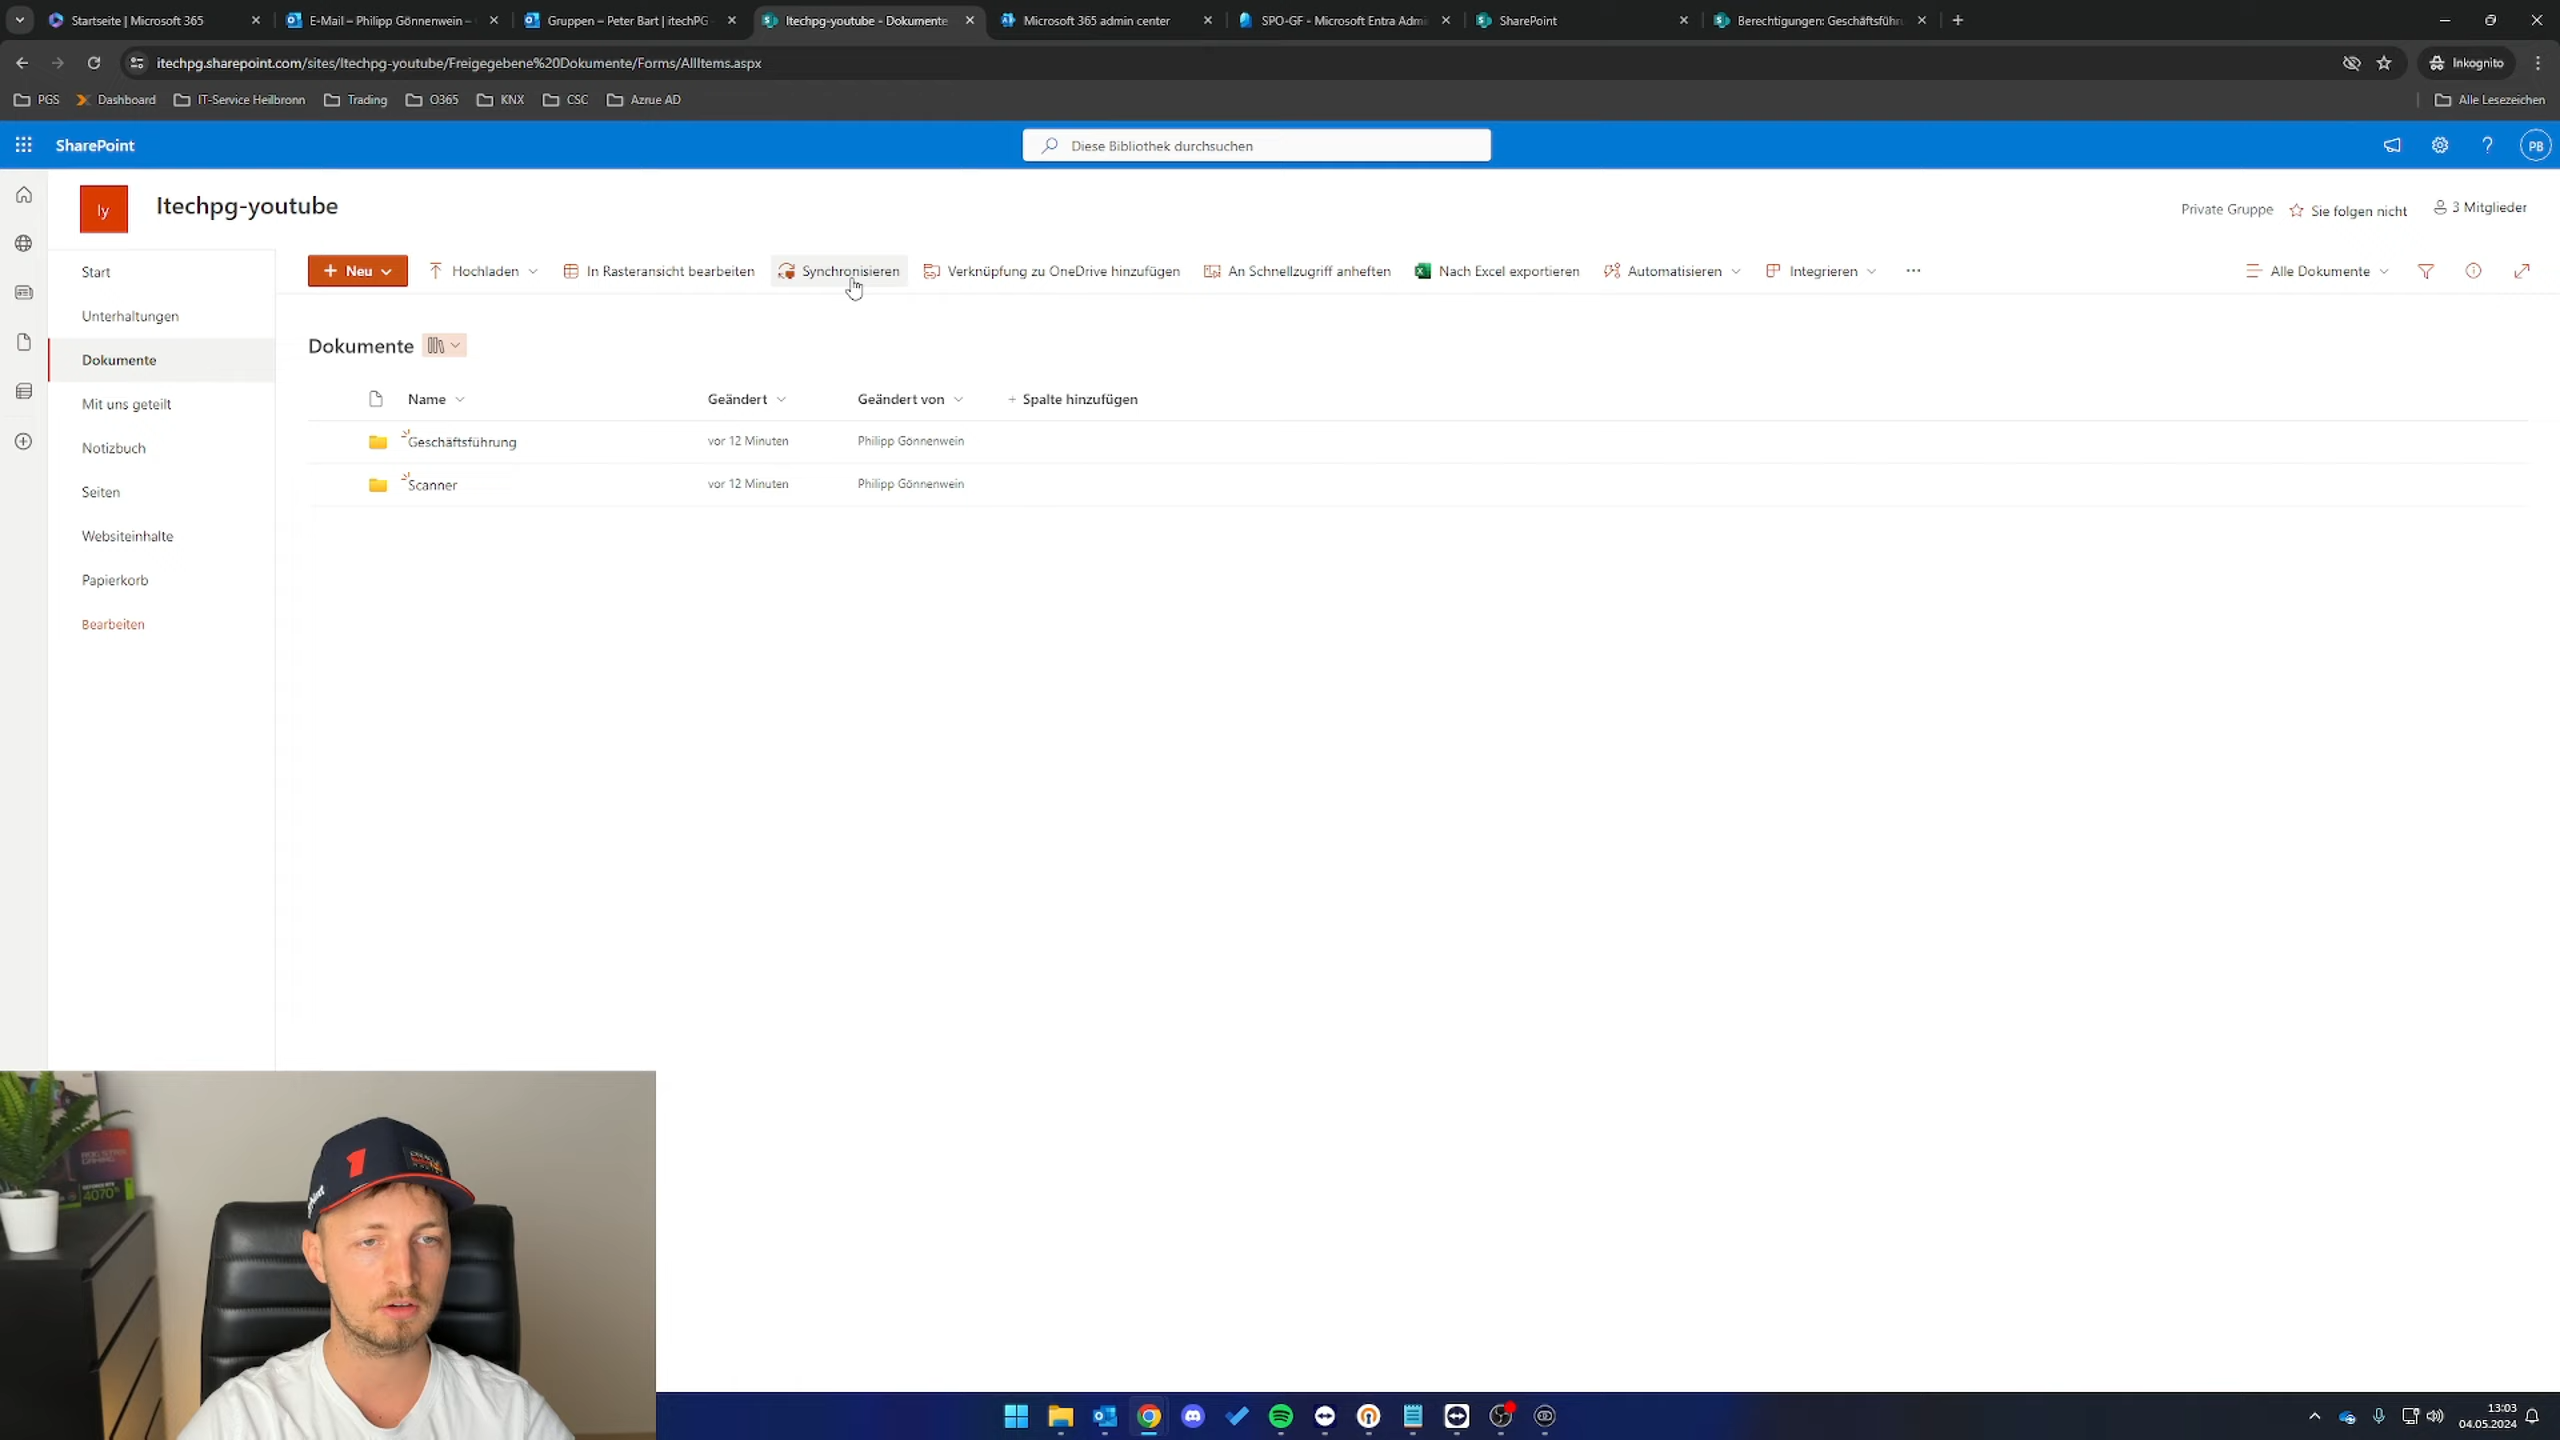 Startseite | Microsoft 365
E-Mail – Philipp Gönnenwein –
Gruppen – Peter Bart | itechPG
Itechpg-youtube - Dokumente
Microsoft 365 admin center
SPO-GF - Microsoft Entra Admi
SharePoint
Berechtigungen: Geschäftsführ
itechpg.sharepoint.com/sites/Itechpg-youtube/Freigegebene%20Dokumente/Forms/AllItems.aspx
Inkognito
PGS
Dashboard
IT-Service Heilbronn
Trading
O365
KNX
CSC
Azrue AD
Alle Lesezeichen
SharePoint
Diese Bibliothek durchsuchen
PB
Iy
Itechpg-youtube
Private Gruppe
Sie folgen nicht
3 Mitglieder
Start
Unterhaltungen
Dokumente
Mit uns geteilt
Notizbuch
Seiten
Websiteinhalte
Papierkorb
Bearbeiten
+ Neu
Hochladen
In Rasteransicht bearbeiten
Synchronisieren
Verknüpfung zu OneDrive hinzufügen
An Schnellzugriff anheften
Nach Excel exportieren
Automatisieren
Integrieren
...
Alle Dokumente
Dokumente
Name
Geändert
Geändert von
+ Spalte hinzufügen
Geschäftsführung
vor 12 Minuten
Philipp Gönnenwein
Scanner
vor 12 Minuten
Philipp Gönnenwein
1
4070
13:03
04.05.2024